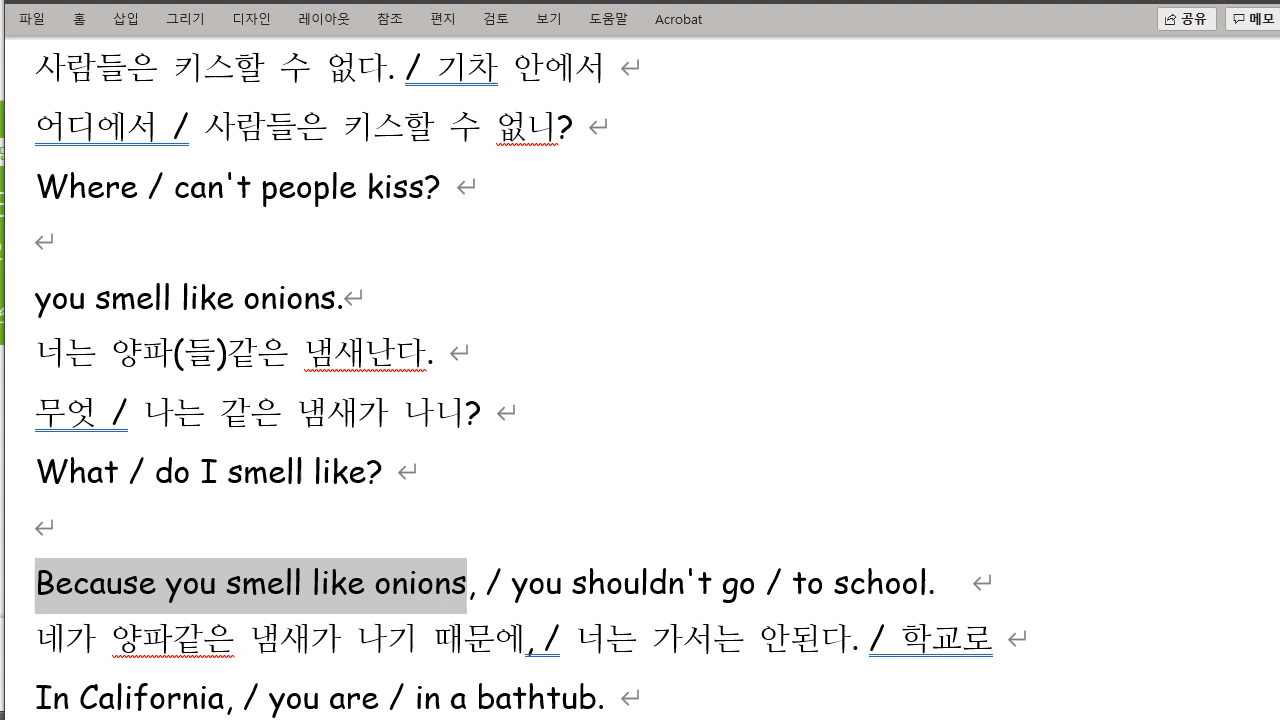 파일 홈 삽입 그리기 디자인 레이아웃 참조 편지 검토 보기 도움말 Acrobat 공유 메모
사람들은 키스할 수 없다. / 기차 안에서
어디에서 / 사람들은 키스할 수 없니?
Where / can't people kiss?
you smell like onions.
너는 양파(들)같은 냄새난다.
무엇 / 나는 같은 냄새가 나니?
What / do I smell like?
Because you smell like onions, / you shouldn't go / to school.
네가 양파같은 냄새가 나기 때문에, / 너는 가서는 안된다. / 학교로
In California, / you are / in a bathtub.